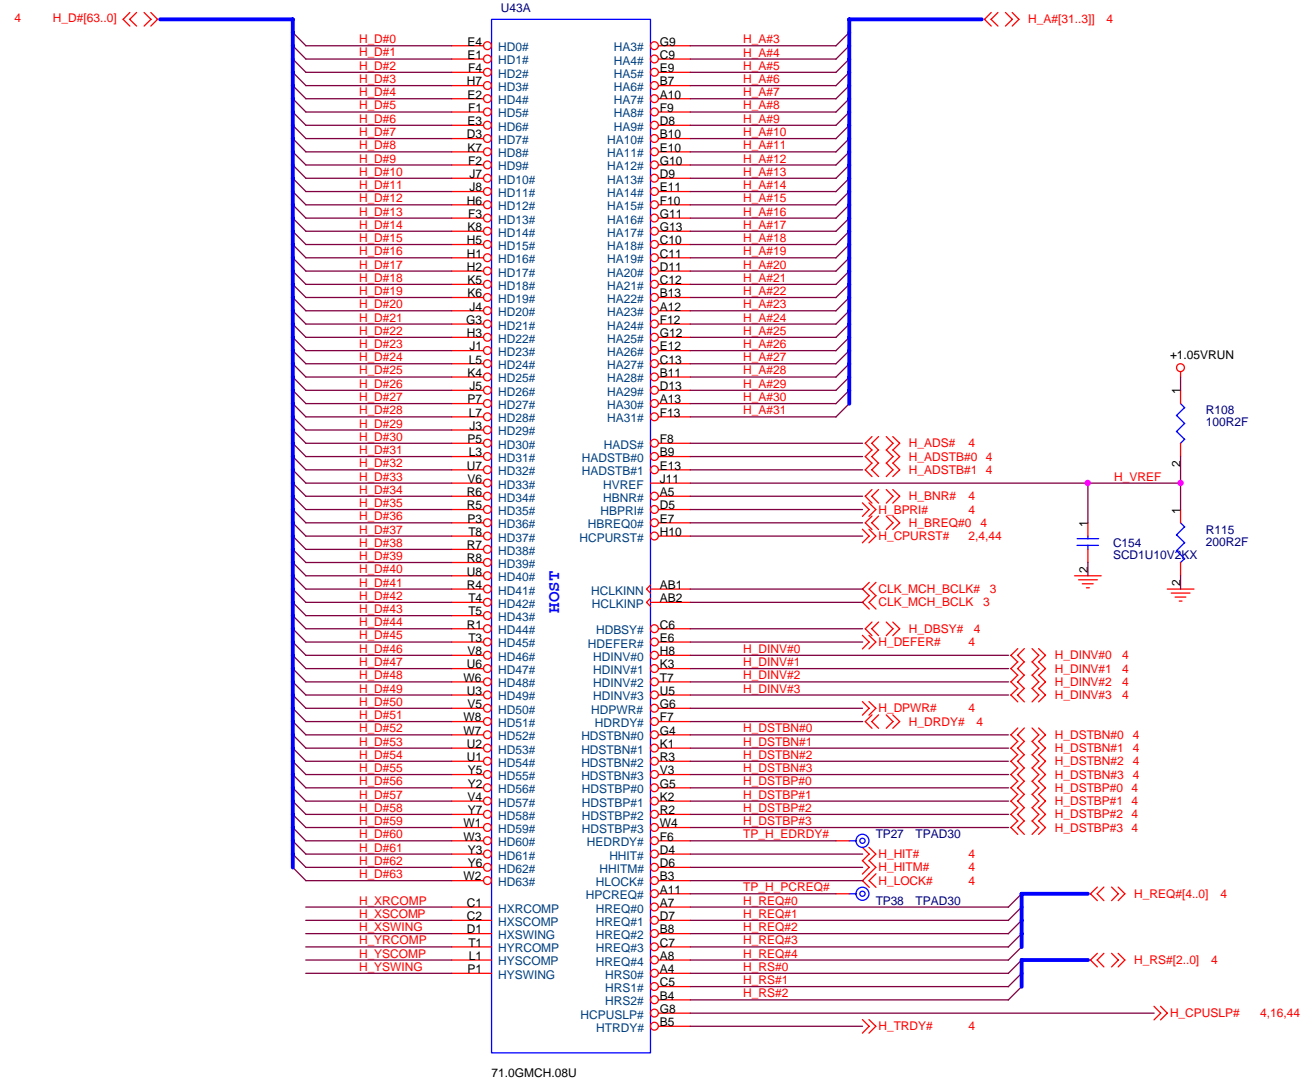 U43A
4 H_D#[63..0]
H_A#[31..3]] 4
H_D#0 E4 HD0# HA3# G9 H_A#3
H_D#1 E1 HD1# HA4# C9 H_A#4
H_D#2 F4 HD2# HA5# E9 H_A#5
H_D#3 H7 HD3# HA6# B7 H_A#6
H_D#4 E2 HD4# HA7# A10 H_A#7
H_D#5 F1 HD5# HA8# F9 H_A#8
H_D#6 E3 HD6# HA9# D8 H_A#9
H_D#7 D3 HD7# HA10# B10 H_A#10
H_D#8 K7 HD8# HA11# E10 H_A#11
H_D#9 F2 HD9# HA12# G10 H_A#12
H_D#10 J7 HD10# HA13# D9 H_A#13
H_D#11 J8 HD11# HA14# E11 H_A#14
H_D#12 H6 HD12# HA15# F10 H_A#15
H_D#13 F3 HD13# HA16# G11 H_A#16
H_D#14 K8 HD14# HA17# G13 H_A#17
H_D#15 H5 HD15# HA18# C10 H_A#18
H_D#16 H1 HD16# HA19# C11 H_A#19
H_D#17 H2 HD17# HA20# D11 H_A#20
H_D#18 K5 HD18# HA21# C12 H_A#21
H_D#19 K6 HD19# HA22# B13 H_A#22
H_D#20 J4 HD20# HA23# A12 H_A#23
H_D#21 G3 HD21# HA24# F12 H_A#24
H_D#22 H3 HD22# HA25# G12 H_A#25
H_D#23 J1 HD23# HA26# E12 H_A#26
H_D#24 L5 HD24# HA27# C13 H_A#27
H_D#25 K4 HD25# HA28# B11 H_A#28
H_D#26 J5 HD26# HA29# D13 H_A#29
H_D#27 P7 HD27# HA30# A13 H_A#30
H_D#28 L7 HD28# HA31# F13 H_A#31
H_D#29 J3 HD29#
H_D#30 P5 HD30# HADS# F8 H_ADS# 4
H_D#31 L3 HD31# HADSTB#0 B9 H_ADSTB#0 4
H_D#32 U7 HD32# HADSTB#1 E13 H_ADSTB#1 4
H_D#33 V6 HD33# HVREF J11 H_VREF
H_D#34 R6 HD34# HBNR# A5 H_BNR# 4
H_D#35 R5 HD35# HBPRI# D5 H_BPRI# 4
H_D#36 P3 HD36# HBREQ0# E7 H_BREQ#0 4
H_D#37 T8 HD37# HCPURST# H10 H_CPURST# 2,4,44
H_D#38 R7 HD38#
H_D#39 R8 HD39#
H_D#40 U8 HD40#
H_D#41 R4 HD41# HCLKINN AB1 CLK_MCH_BCLK# 3
H_D#42 T4 HD42# HCLKINP AB2 CLK_MCH_BCLK 3
H_D#43 T5 HD43#
H_D#44 R1 HD44# HDBSY# C6 H_DBSY# 4
H_D#45 T3 HD45# HDEFER# E6 H_DEFER# 4
H_D#46 V8 HD46# HDINV#0 H8 H_DINV#0 H_DINV#0 4
H_D#47 U6 HD47# HDINV#1 K3 H_DINV#1 H_DINV#1 4
H_D#48 W6 HD48# HDINV#2 T7 H_DINV#2 H_DINV#2 4
H_D#49 U3 HD49# HDINV#3 U5 H_DINV#3 H_DINV#3 4
H_D#50 V5 HD50# HDPWR# G6 H_DPWR# 4
H_D#51 W8 HD51# HDRDY# F7 H_DRDY# 4
H_D#52 W7 HD52# HDSTBN#0 G4 H_DSTBN#0 H_DSTBN#0 4
H_D#53 U2 HD53# HDSTBN#1 K1 H_DSTBN#1 H_DSTBN#1 4
H_D#54 U1 HD54# HDSTBN#2 R3 H_DSTBN#2 H_DSTBN#2 4
H_D#55 Y5 HD55# HDSTBN#3 V3 H_DSTBN#3 H_DSTBN#3 4
H_D#56 Y2 HD56# HDSTBP#0 G5 H_DSTBP#0 H_DSTBP#0 4
H_D#57 V4 HD57# HDSTBP#1 K2 H_DSTBP#1 H_DSTBP#1 4
H_D#58 Y7 HD58# HDSTBP#2 R2 H_DSTBP#2 H_DSTBP#2 4
H_D#59 W1 HD59# HDSTBP#3 W4 H_DSTBP#3 H_DSTBP#3 4
H_D#60 W3 HD60# HEDRDY# F6 TP_H_EDRDY# TP27 TPAD30
H_D#61 Y3 HD61# HHIT# D4 H_HIT# 4
H_D#62 Y6 HD62# HHITM# D6 H_HITM# 4
H_D#63 W2 HD63# HLOCK# B3 H_LOCK# 4
HPCREQ# A11 TP_H_PCREQ# TP38 TPAD30
H_XRCOMP C1 HXRCOMP HREQ#0 A7 H_REQ#0 H_REQ#[4..0] 4
H_XSCOMP C2 HXSCOMP HREQ#1 D7 H_REQ#1
H_XSWING D1 HXSWING HREQ#2 B8 H_REQ#2
H_YRCOMP T1 HYRCOMP HREQ#3 C7 H_REQ#3
H_YSCOMP L1 HYSCOMP HREQ#4 A8 H_REQ#4
H_YSWING P1 HYSWING HRS0# A4 H_RS#0 H_RS#[2..0] 4
HRS1# C5 H_RS#1
HRS2# B4 H_RS#2
HCPUSLP# G8 H_CPUSLP# 4,16,44
HTRDY# B5 H_TRDY# 4
HOST
+1.05VRUN
1
R108
100R2F
2
1
C154
SCD1U10V2KX
2
1
R115
200R2F
2
71.0GMCH.08U